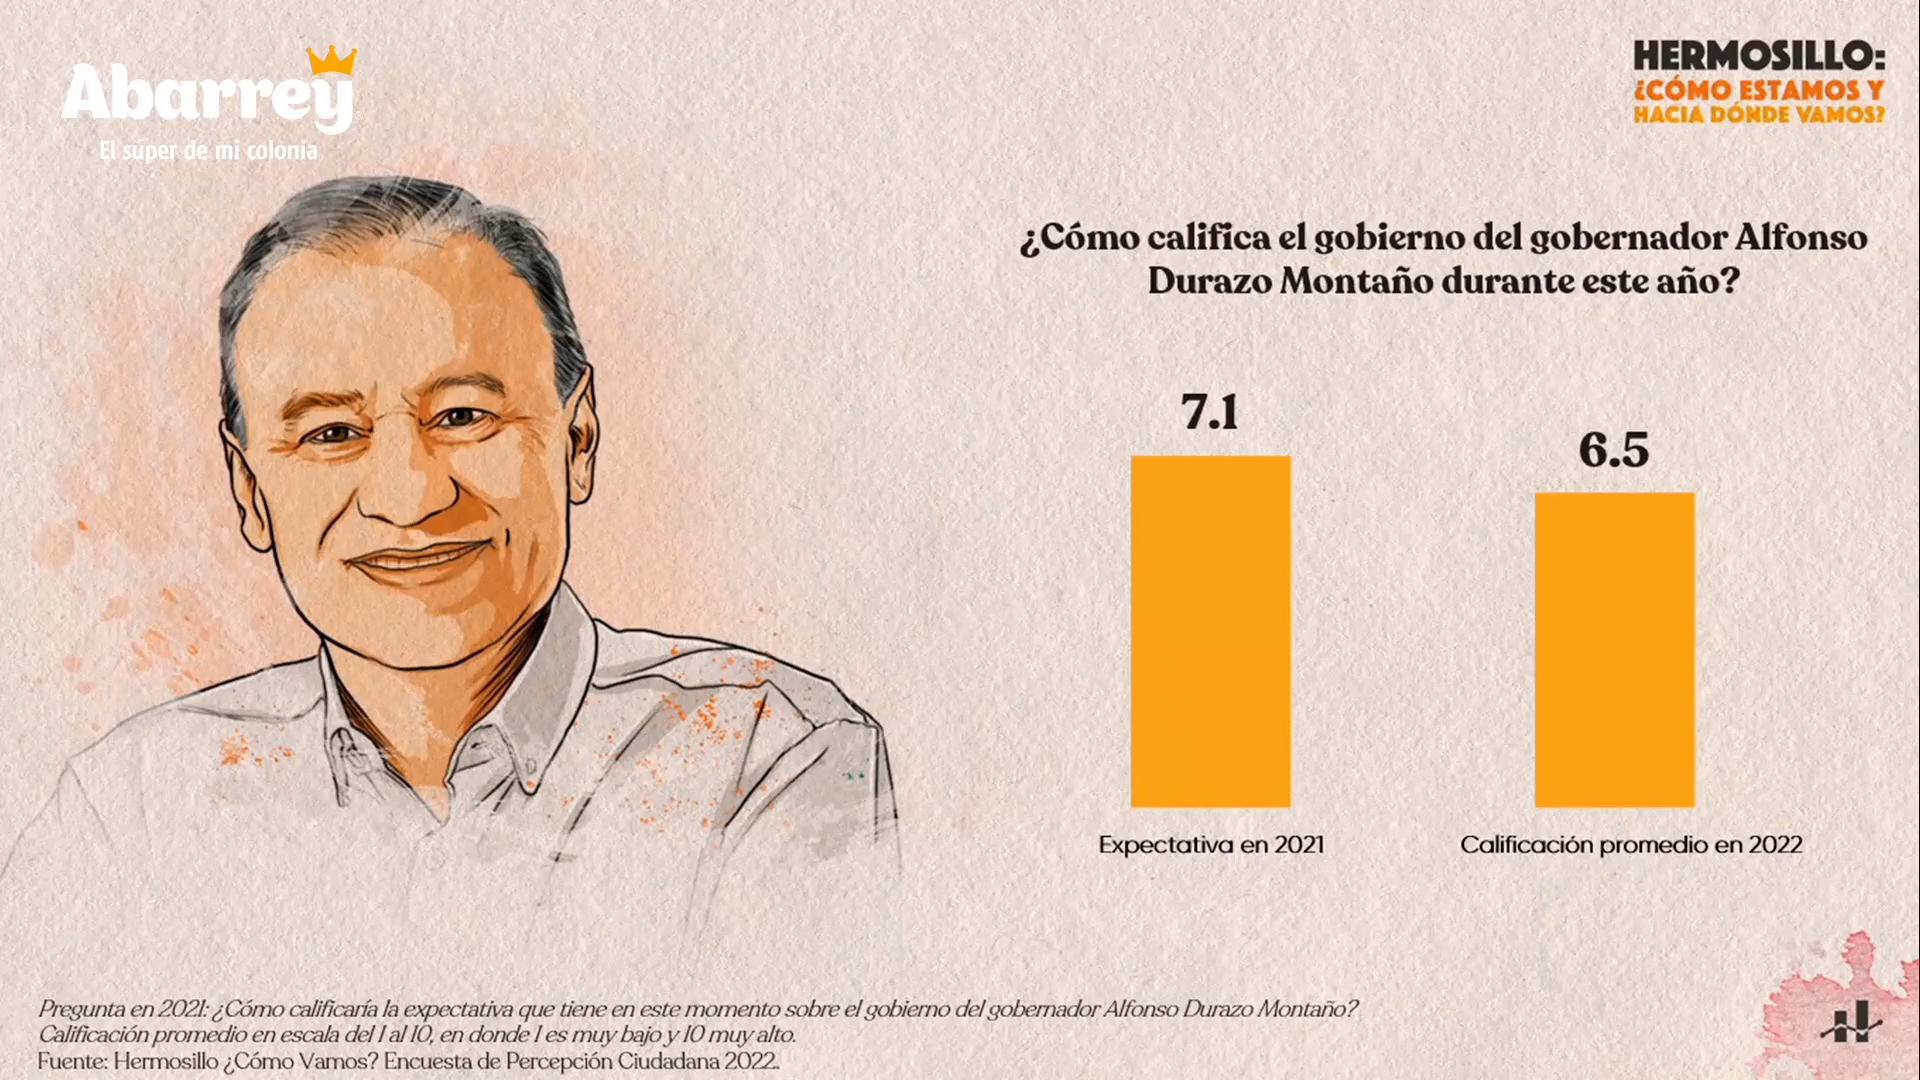 Abarrey
El súper de mi colonia
HERMOSILLO:
¿CÓMO ESTAMOS Y
HACIA DÓNDE VAMOS?
¿Cómo califica el gobierno del gobernador Alfonso
Durazo Montaño durante este año?
7.1
6.5
Expectativa en 2021
Calificación promedio en 2022
Pregunta en 2021: ¿Cómo calificaría la expectativa que tiene en este momento sobre el gobierno del gobernador Alfonso Durazo Montaño?
Calificación promedio en escala del 1 al 10, en donde 1 es muy bajo y 10 muy alto.
Fuente: Hermosillo ¿Cómo Vamos? Encuesta de Percepción Ciudadana 2022.